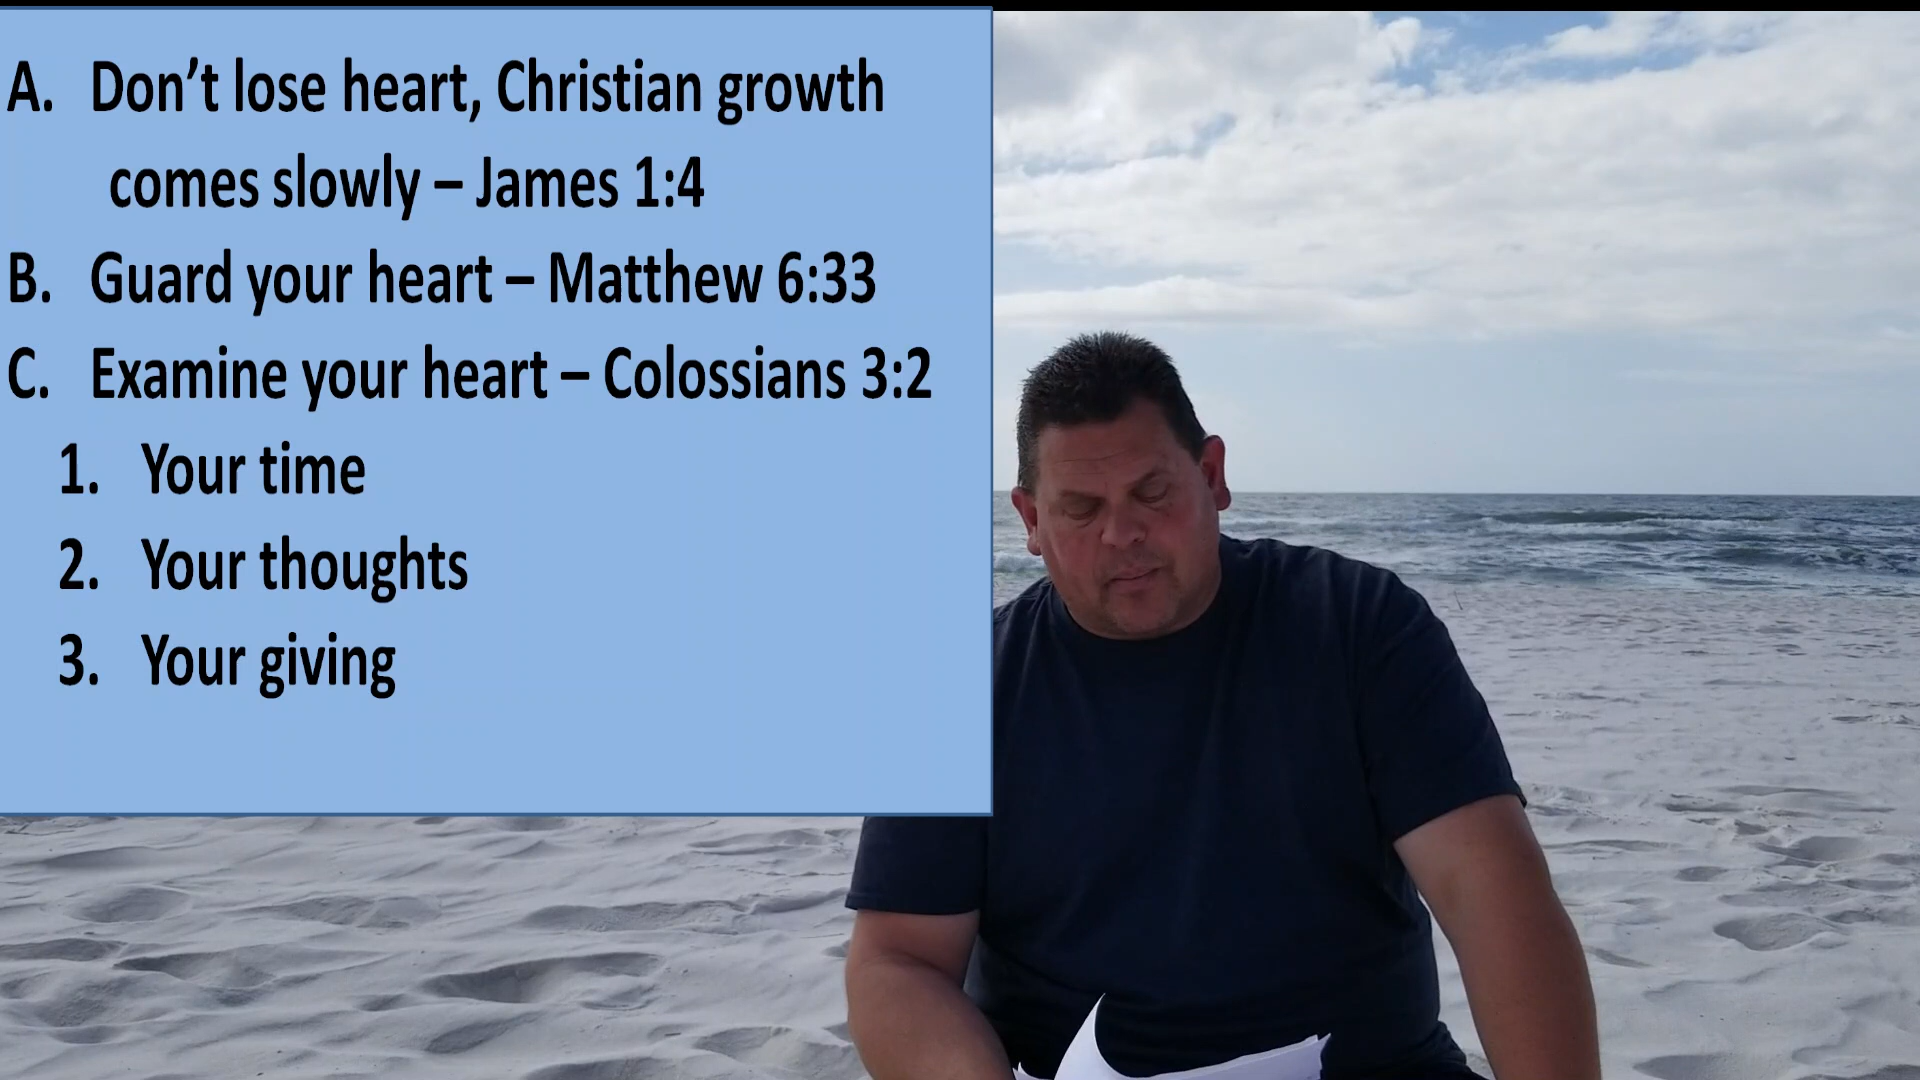 A. Don’t lose heart, Christian growth
comes slowly – James 1:4
B. Guard your heart – Matthew 6:33
C. Examine your heart – Colossians 3:2
1. Your time
2. Your thoughts
3. Your giving